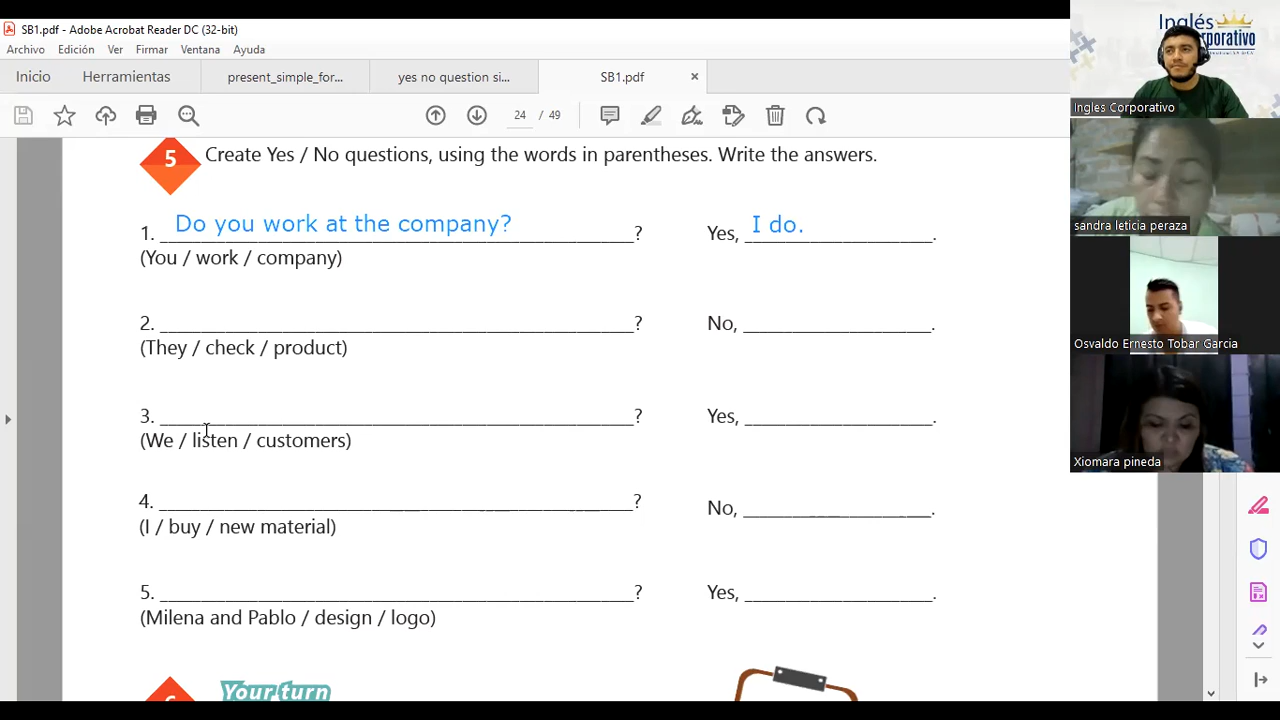 SB1.pdf - Adobe Acrobat Reader DC (32-bit)
Archivo Edición Ver Firmar Ventana Ayuda
Inicio Herramientas present_simple_for... yes no question si... SB1.pdf ×
24 / 49
Inglés
Corporativo
Ingles Corporativo
sandra leticia peraza
Osvaldo Ernesto Tobar Garcia
Xiomara pineda
5 Create Yes / No questions, using the words in parentheses. Write the answers.
1. Do you work at the company? ? Yes, I do. .
(You / work / company)
2. ? No, .
(They / check / product)
3. ? Yes, .
(We / listen / customers)
4. ? No, .
(I / buy / new material)
5. ? Yes, .
(Milena and Pablo / design / logo)
6 Your turn